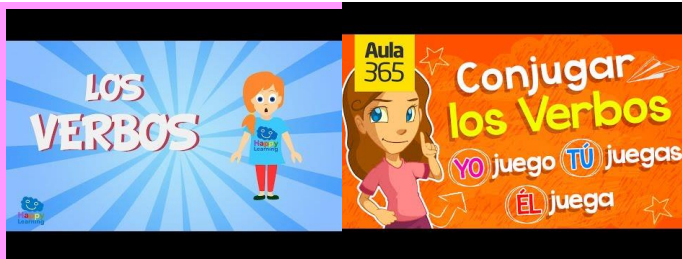 LOS
VERBOS
Happy
Learning
Happy
Learning
Aula
365
Conjugar
los Verbos
YO juego TÚ juegas
ÉL juega